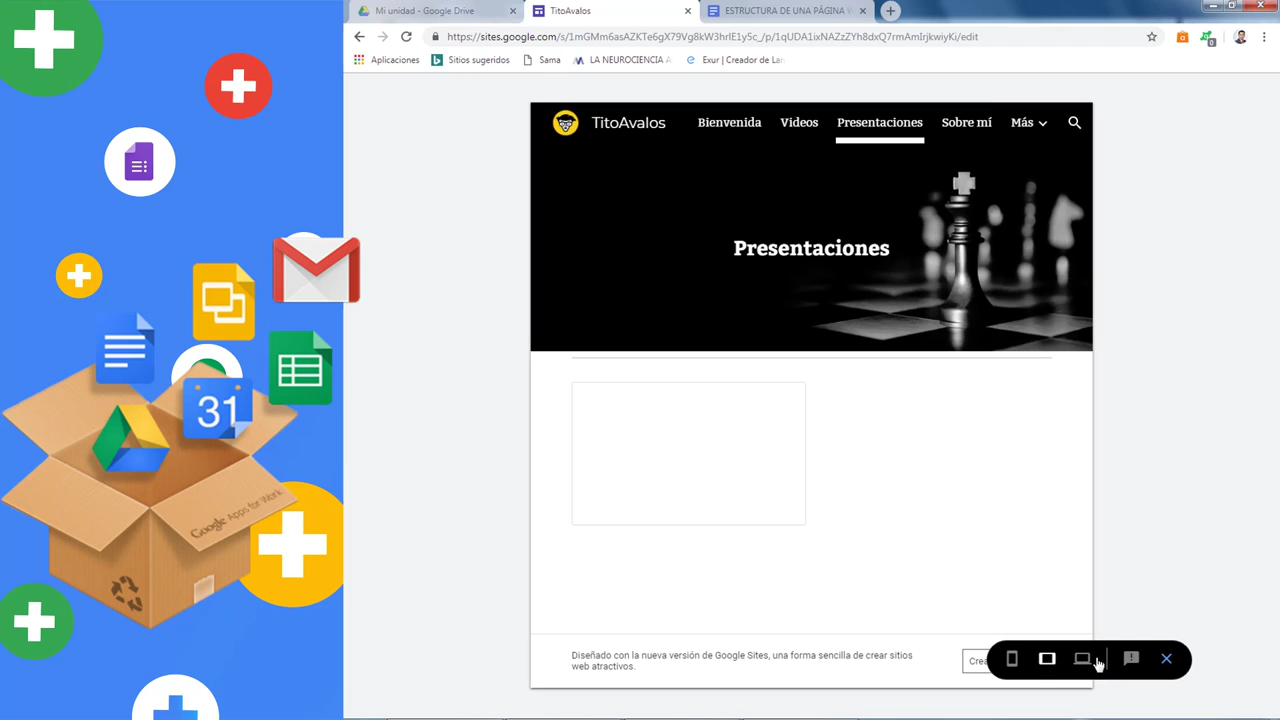 Mi unidad - Google Drive
TitoAvalos
ESTRUCTURA DE UNA PÁGINA
https://sites.google.com/s/1mGMm6asAZKTe6gX79Vg8kW3hrIE1y5c_/p/1qUDA1ixNAZzZYh8dxQ7rmAmIrjkwiyKi/edit
Aplicaciones
Sitios sugeridos
Sama
LA NEUROCIENCIA
Exur | Creador de
TitoAvalos
Bienvenida
Videos
Presentaciones
Sobre mí
Más
Presentaciones
31
Google Apps for Work
Diseñado con la nueva versión de Google Sites, una forma sencilla de crear sitios
web atractivos.